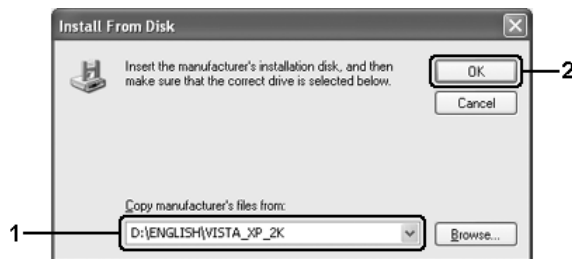 Install From Disk
Insert the manufacturer's installation disk, and then
make sure that the correct drive is selected below.
OK
2
Cancel
Copy manufacturer's files from:
1
D:\ENGLISH\VISTA_XP_2K
Browse...